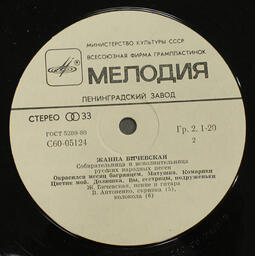 МИНИСТЕРСТВО КУЛЬТУРЫ СССР
ВСЕСОЮЗНАЯ ФИРМА ГРАМПЛАСТИНОК
МЕЛОДИЯ
ЛЕНИНГРАДСКИЙ ЗАВОД
СТЕРЕО 33
ГОСТ 5289-80
С60-05124
Гр. 2. 1-20
2
ЖАННА БИЧЕВСКАЯ
Собирательница и исполнительница
русских народных песен
Окрасился месяц багрянцем, Матушка, Комарики
Цветик мой, Долюшка, Вы, сестрицы, подруженьки
Ж. Бичевская, пение и гитара
В. Антоненко, скрипка (5),
колокола (6)